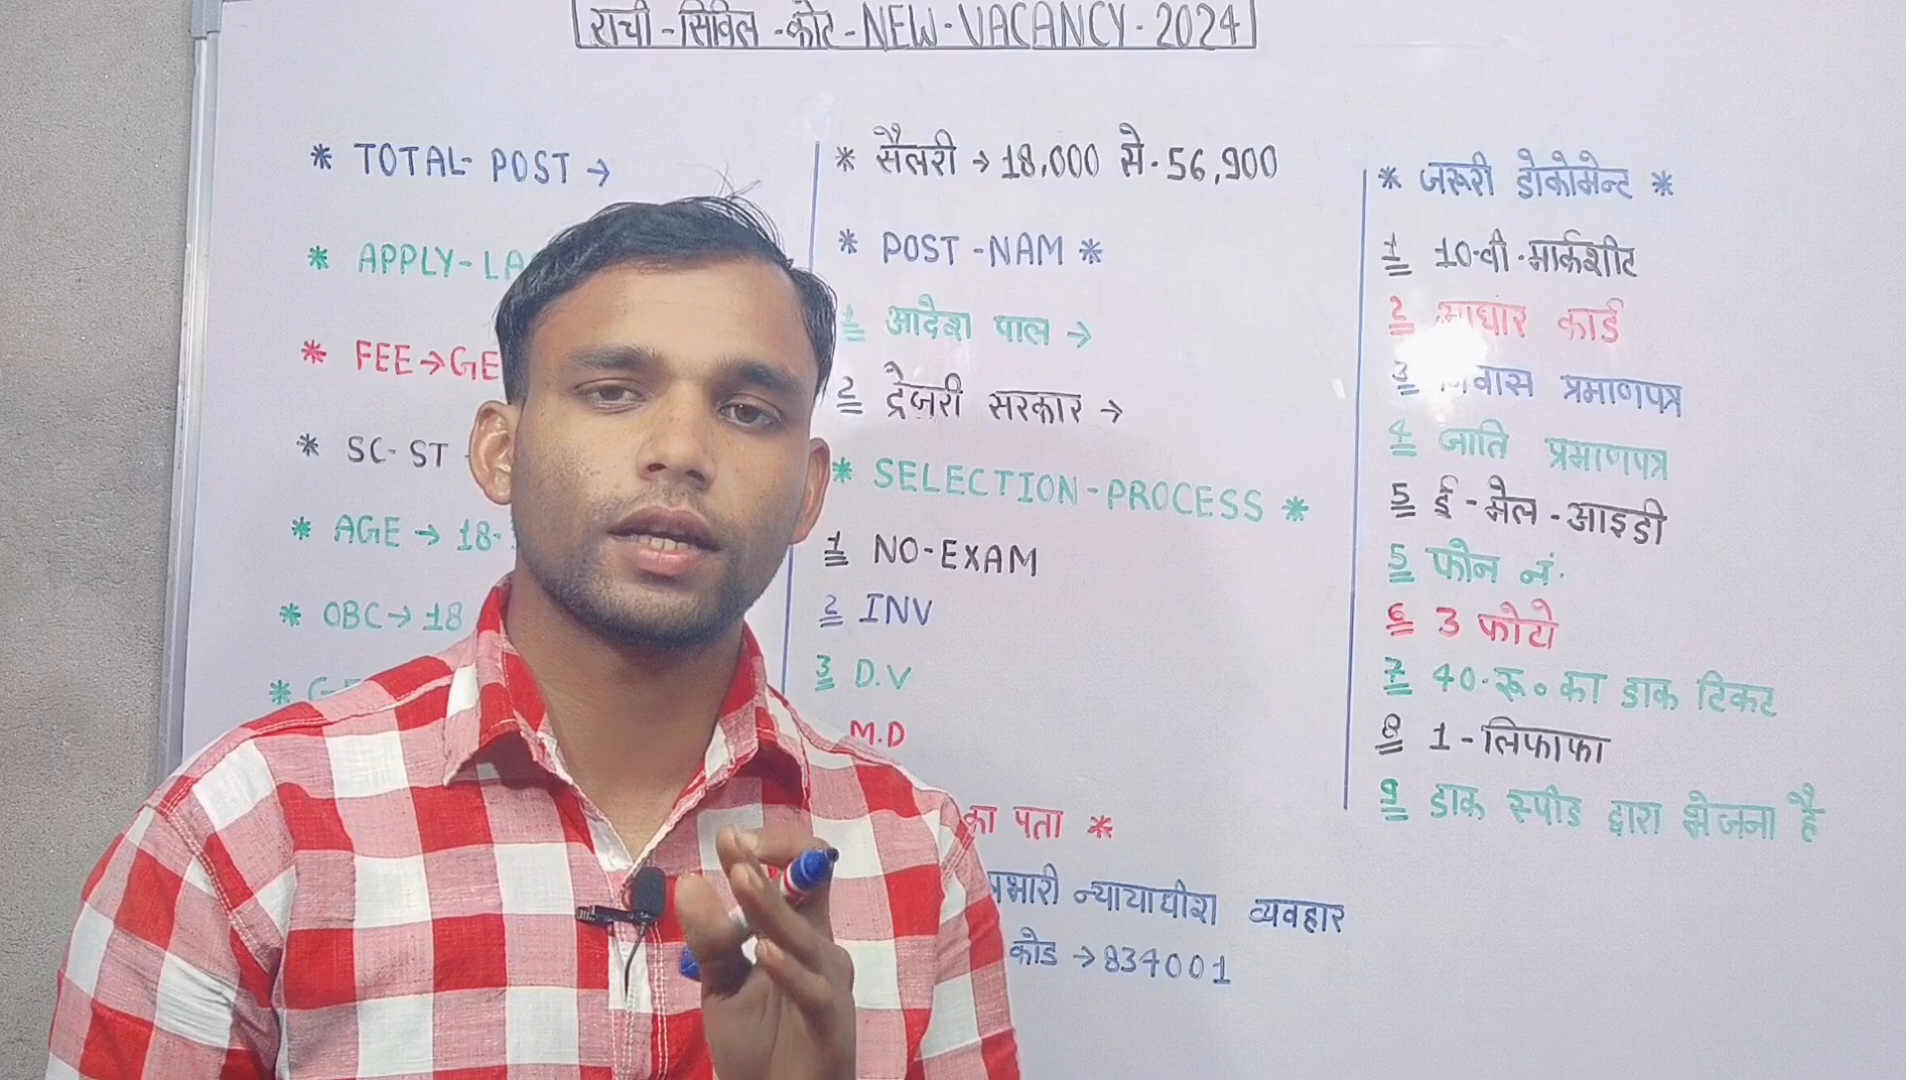 रांची - सिविल - कोर्ट - NEW - VACANCY - 2024
* TOTAL - POST →
* APPLY - LA
* FEE → GE
* SC - ST
* AGE → 18 -
* OBC → 18
* सैलरी → 18,000 से - 56,900
* POST - NAM *
1 आदेश पाल →
2 ट्रेजरी सरकार →
* SELECTION - PROCESS *
1 NO - EXAM
2 INV
3 D.V
M.D
का पता *
प्रभारी न्यायाधीश व्यवहार
कोड → 834001
* जरूरी डोकोमेन्ट *
1 10 - वी - मार्कशीट
2 आधार कार्ड
3 निवास प्रमाणपत्र
4 जाति प्रमाणपत्र
5 ई - मेल - आइडी
5 फोन नं.
6 3 फोटो
7 40 - रू० का डाक टिकट
8 1 - लिफाफा
9 डाक स्पीड द्वारा भेजना है